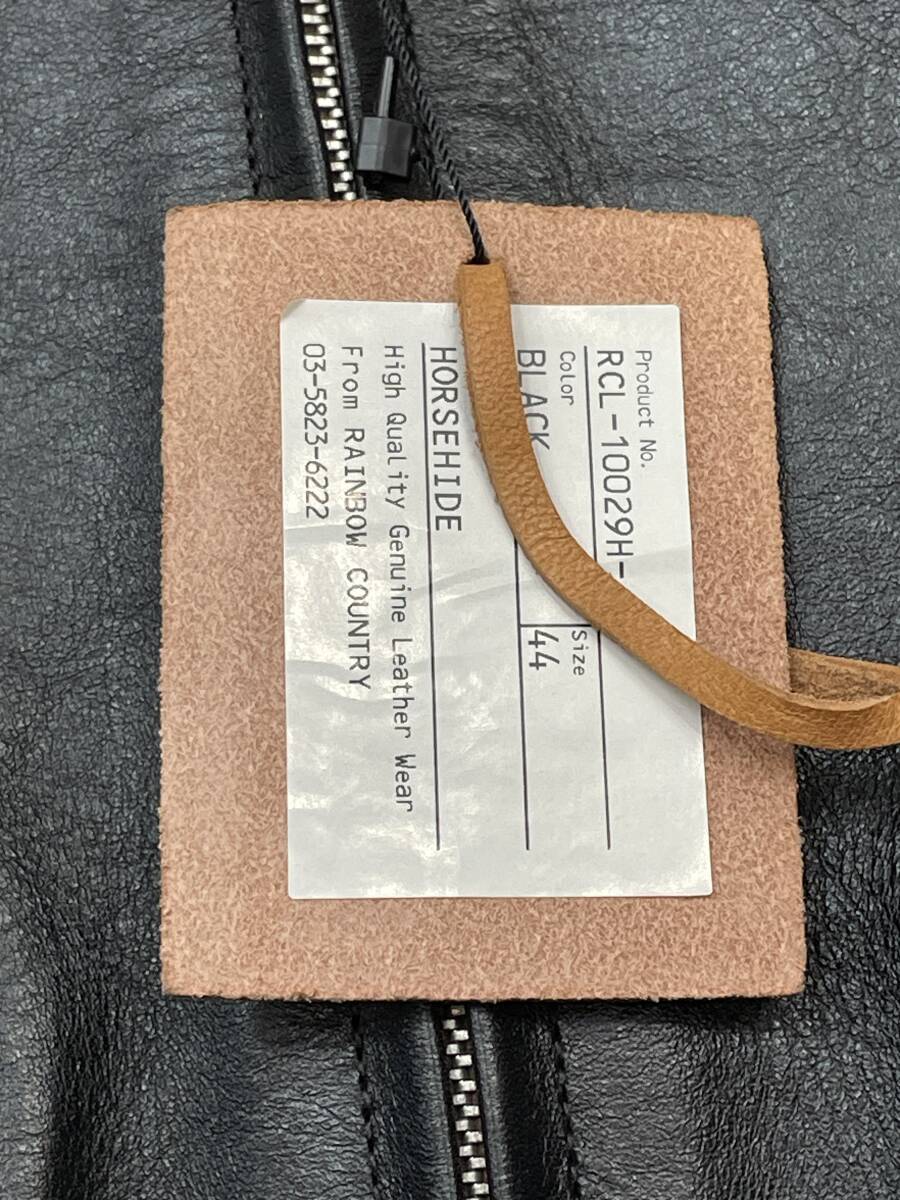 Product No.
RCL-10029H-
Color
BLACK
Size
44
HORSEHIDE
High Quality Genuine Leather Wear
From RAINBOW COUNTRY
03-5823-6222